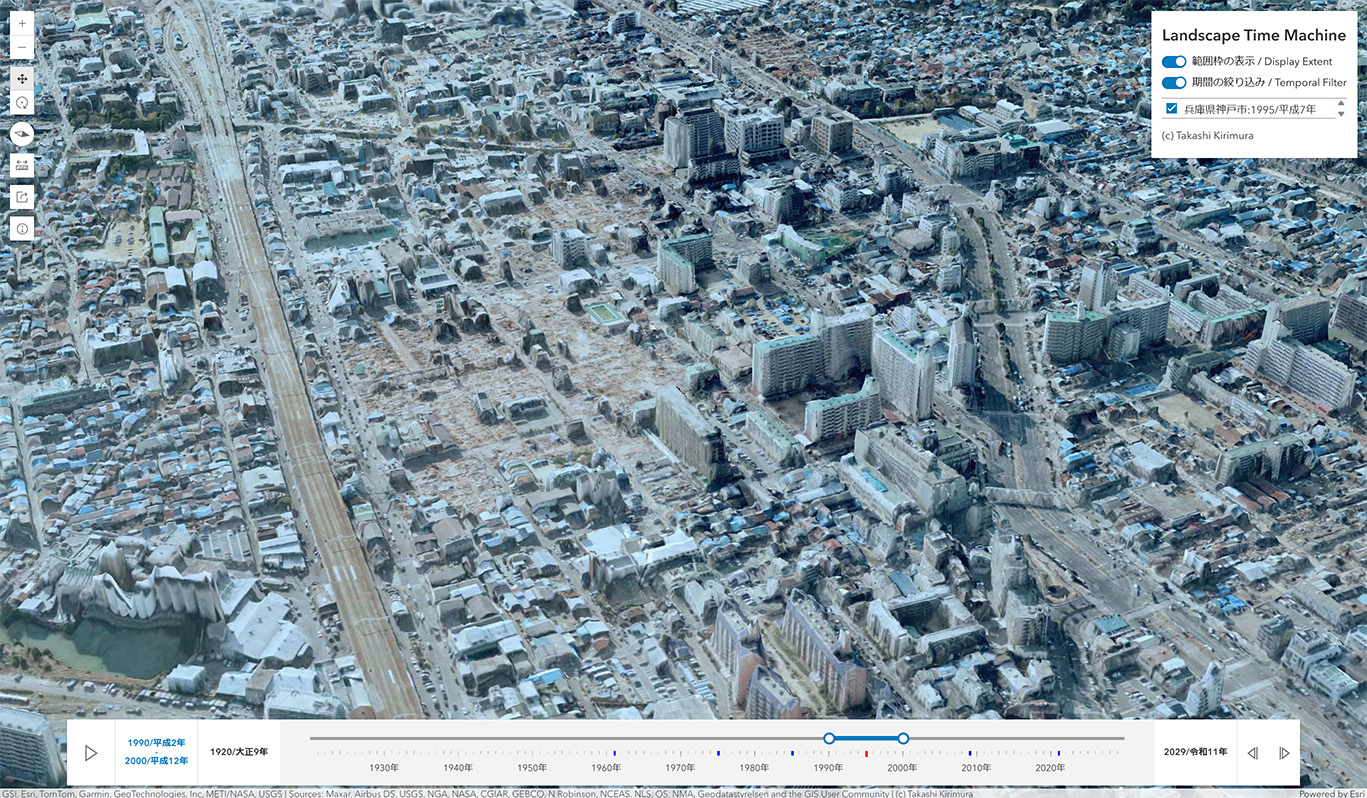 Landscape Time Machine
範囲枠の表示 / Display Extent
期間の絞り込み / Temporal Filter
兵庫県神戸市:1995/平成7年
(c) Takashi Kirimura
1990/平成2年
-
2000/平成12年
1920/大正9年
1930年 1940年 1950年 1960年 1970年 1980年 1990年 2000年 2010年 2020年
2029/令和11年
GSI, Esri, TomTom, Garmin, GeoTechnologies, Inc, METI/NASA, USGS | Sources: Maxar, Airbus DS, USGS, NGA, NASA, CGIAR, GEBCO, N Robinson, NCEAS, NLS, OS, NMA, Geodatastyrelsen and the GIS User Community | (c) Takashi Kirimura
Powered by Esri